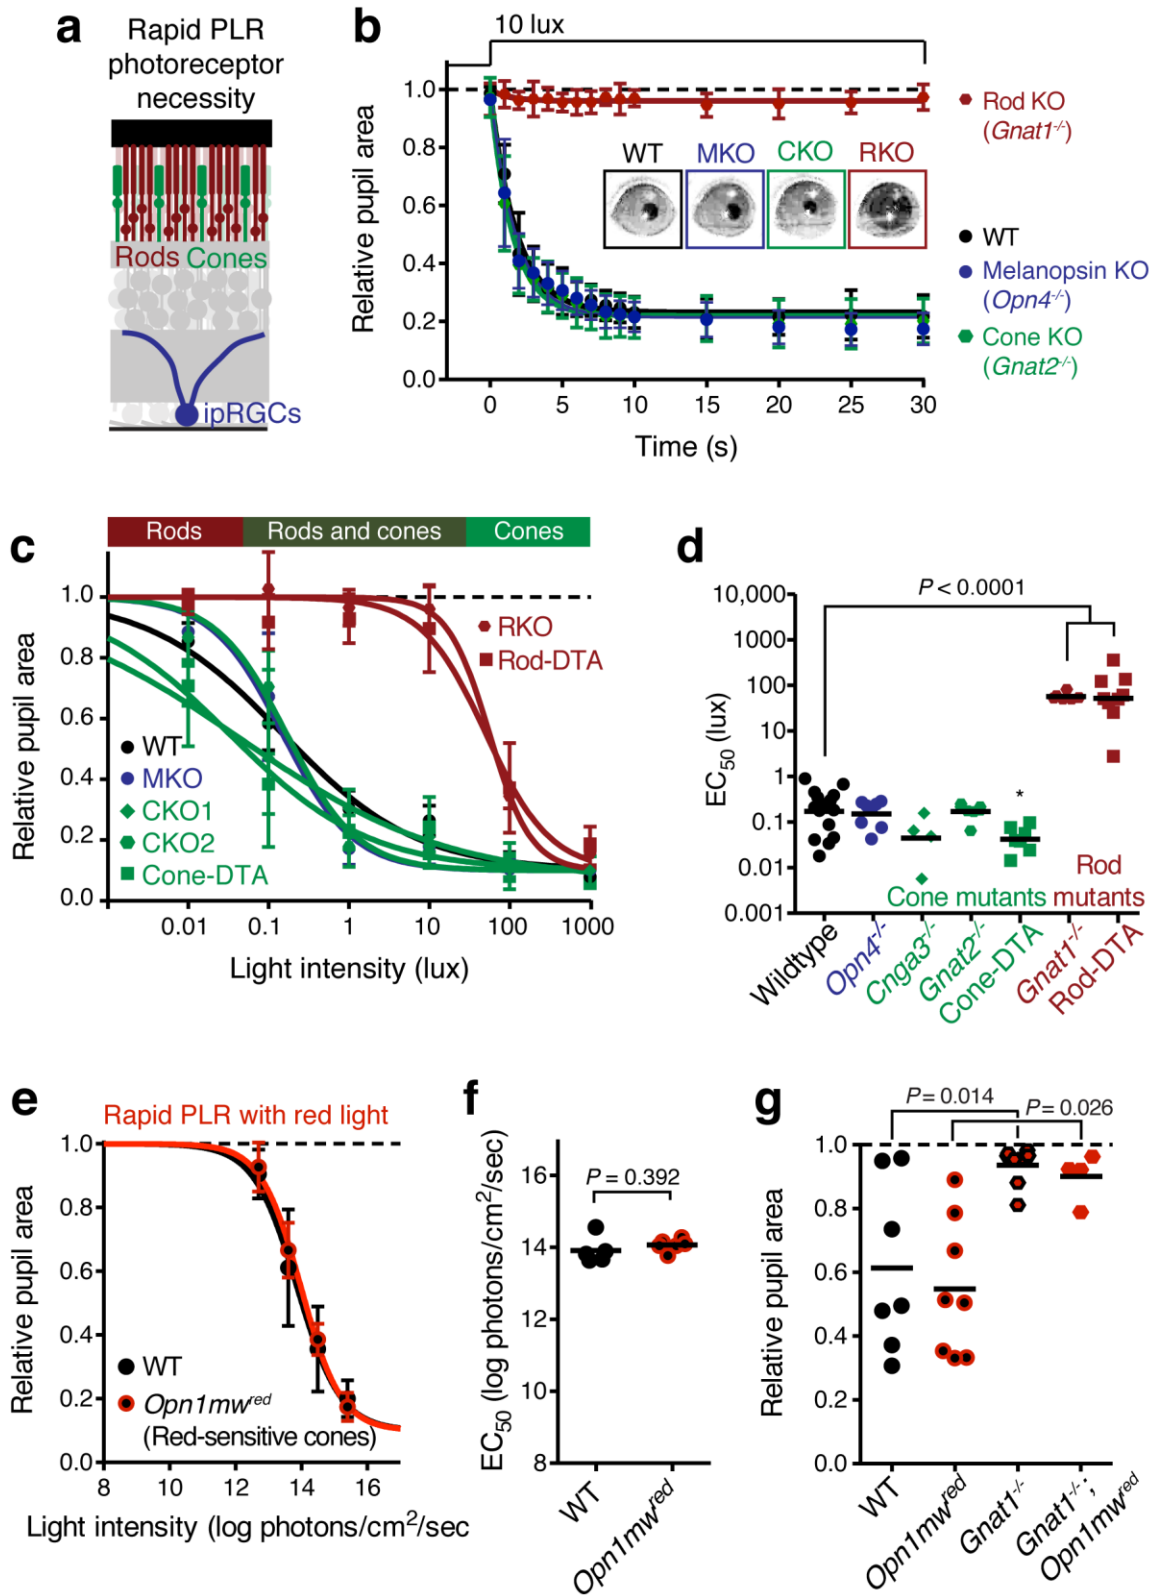 a
Rapid PLR
photoreceptor
necessity
Rods Cones
ipRGCs
b
10 lux
Relative pupil area
1.0
0.8
0.6
0.4
0.2
0.0
WT MKO CKO RKO
0 5 10 15 20 25 30
Time (s)
Rod KO
(Gnat1-/-)
WT
Melanopsin KO
(Opn4-/-)
Cone KO
(Gnat2-/-)
c
Rods Rods and cones Cones
Relative pupil area
1.0
0.8
0.6
0.4
0.2
0.0
RKO
Rod-DTA
WT
MKO
CKO1
CKO2
Cone-DTA
0.01 0.1 1 10 100 1000
Light intensity (lux)
d
P < 0.0001
EC50 (lux)
10,000
1000
100
10
1
0.1
0.01
0.001
*
Cone mutants
Rod
mutants
Wildtype
Opn4-/-
Cnga3-/-
Gnat2-/-
Cone-DTA
Gnat1-/-
Rod-DTA
e
Rapid PLR with red light
Relative pupil area
1.0
0.8
0.6
0.4
0.2
0.0
WT
Opn1mwred
(Red-sensitive cones)
8 10 12 14 16
Light intensity (log photons/cm2/sec
f
EC50 (log photons/cm2/sec)
P = 0.392
16
14
12
10
8
WT
Opn1mwred
g
P = 0.014
P = 0.026
Relative pupil area
1.0
0.8
0.6
0.4
0.2
0.0
WT
Opn1mwred
Gnat1-/-
Gnat1-/-;
Opn1mwred